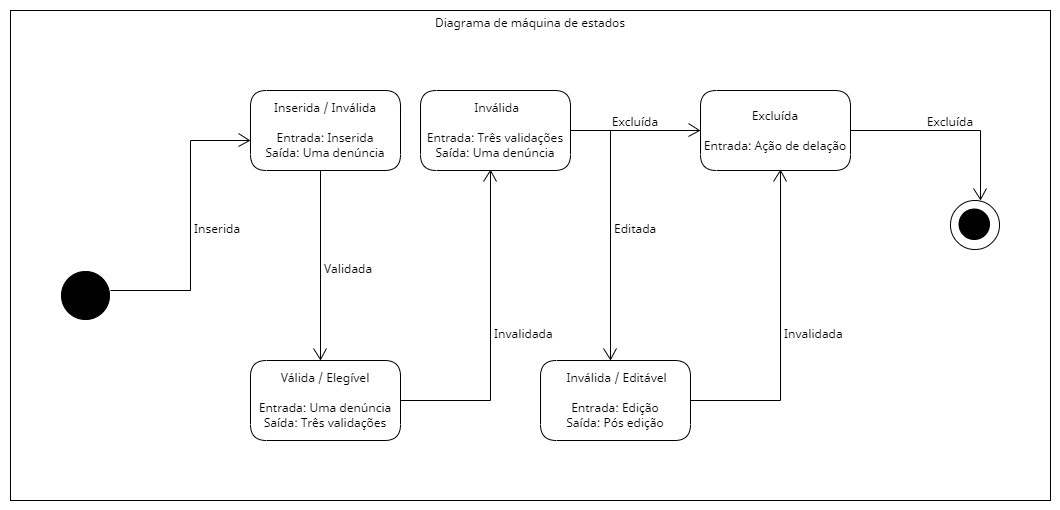 Diagrama de máquina de estados
Inserida / Inválida
Entrada: Inserida
Saída: Uma denúncia
Inválida
Entrada: Três validações
Saída: Uma denúncia
Excluída
Excluída
Entrada: Ação de delação
Excluída
Inserida
Editada
Validada
Invalidada
Invalidada
Válida / Elegível
Entrada: Uma denúncia
Saída: Três validações
Inválida / Editável
Entrada: Edição
Saída: Pós edição